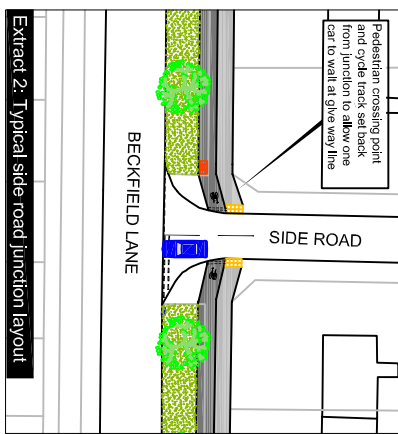 Pedestrian crossing point
and cycle track set back
from junction to allow one
car to wait at give way line
SIDE ROAD
BECKFIELD LANE
Extract 2: Typical side road junction layout